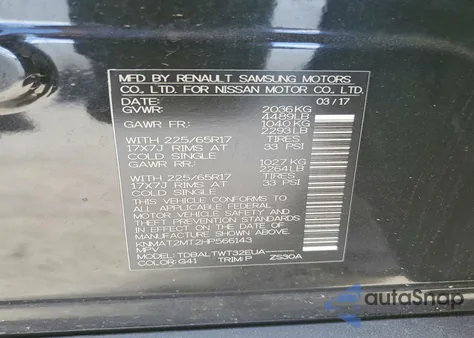 MFD BY RENAULT SAMSUNG MOTORS
CO., LTD. FOR NISSAN MOTOR CO., LTD.
DATE: 03/17
GVWR: 2036KG
4489LB
GAWR FR: 1040 KG
2293LB
WITH 225/65R17 TIRES
17X7J RIMS AT 33 PSI
COLD SINGLE
GAWR RR: 1027 KG
2264LB
WITH 225/65R17 TIRES
17X7J RIMS AT 33 PSI
COLD SINGLE
THIS VEHICLE CONFORMS TO
ALL APPLICABLE FEDERAL
MOTOR VEHICLE SAFETY AND
THEFT PREVENTION STANDARDS
IN EFFECT ON THE DATE OF
MANUFACTURE SHOWN ABOVE.
KNMAT2MT2HP566143
MPV
MODEL: TDBALTWT32EUA-----
COLOR: G41 TRIM: P ZS30A
autoSnap